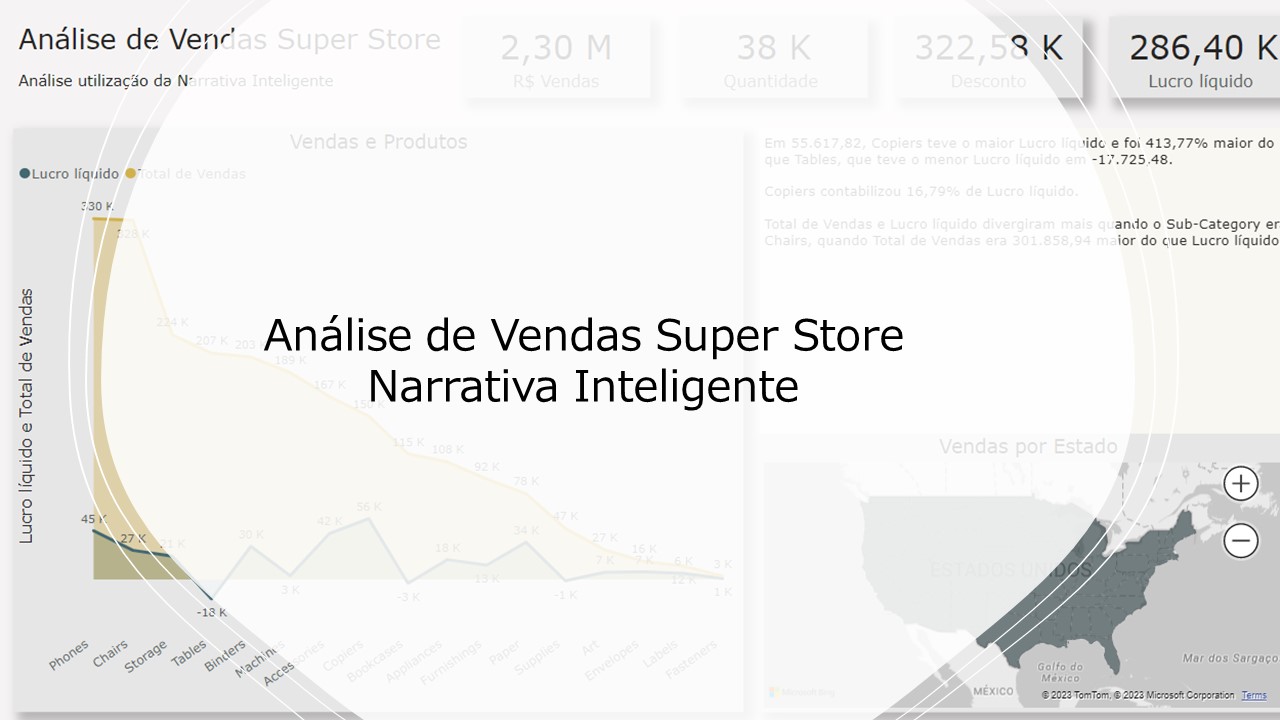 Análise de Vendas Super Store
Análise utilização da Narrativa Inteligente
2,30 M
R$ Vendas
38 K
Quantidade
322,58 K
Desconto
286,40 K
Lucro líquido
Vendas e Produtos
Lucro líquido
Total de Vendas
Lucro líquido e Total de Vendas
330 K
328 K
224 K
207 K
203
189 K
167 K
150
115 K
108 K
92 K
78 K
47 K
27 K
16 K
6 K
3 K
45 K
27 K
21 K
-18 K
30 K
3 K
42 K
56 K
-3 K
18 K
13 K
34 K
-1 K
7 K
7 K
12 K
1 K
Phones
Chairs
Storage
Tables
Binders
Machin
Acces ories
Copiers
Bookcases
Appliances
Furnishings
Paper
Supplies
Art
Envelopes
Labels
Fasteners
Em 55.617,82, Copiers teve o maior Lucro líquido e foi 413,77% maior do
que Tables, que teve o menor Lucro líquido em -17.725,48.
Copiers contabilizou 16,79% de Lucro líquido.
Total de Vendas e Lucro líquido divergiram mais quando o Sub-Category er
Chairs, quando Total de Vendas era 301.858,94 maior do que Lucro líquido
Análise de Vendas Super Store
Narrativa Inteligente
Vendas por Estado
ESTADOS UNIDOS
Golfo do
México
MÉXICO
Mar dos Sargaço
Microsoft Bing
© 2023 TomTom, © 2023 Microsoft Corporation Terms